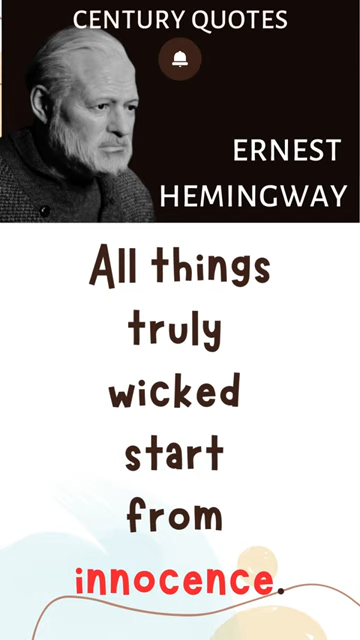 CENTURY QUOTES
ERNEST
HEMINGWAY
All things
truly
wicked
start
from
innocence.